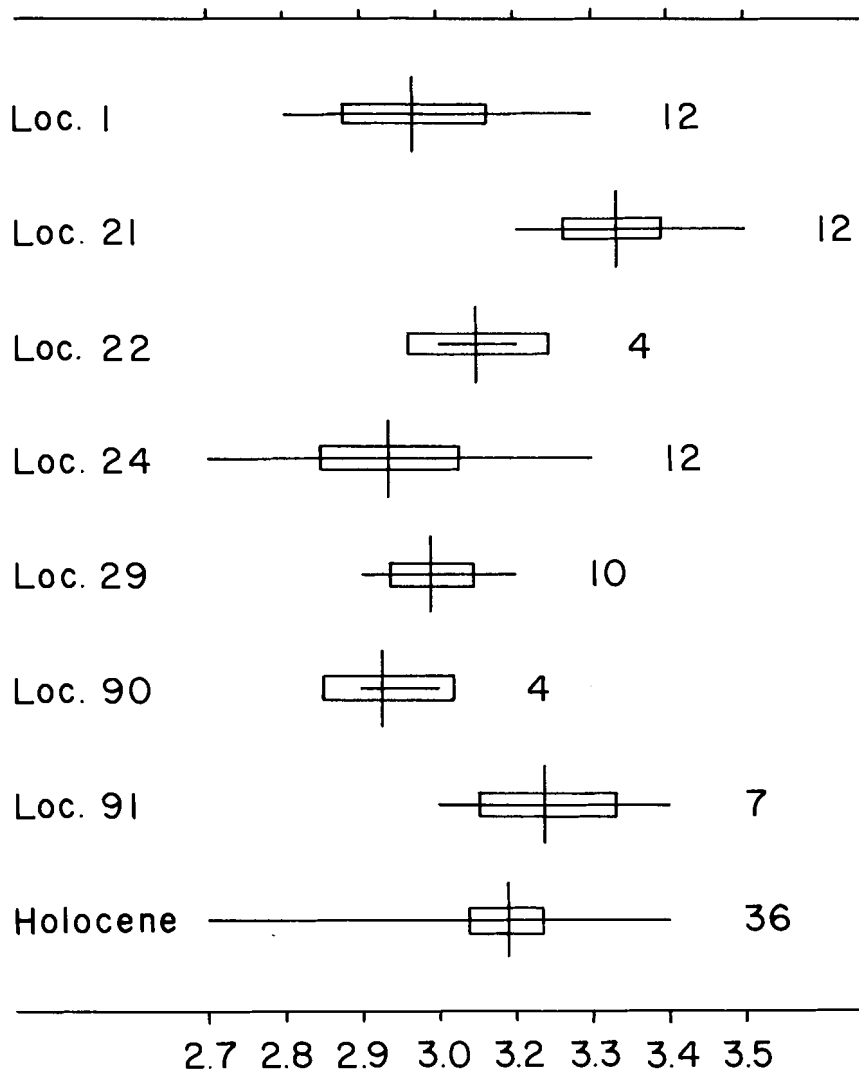 Loc. 1 12
Loc. 21 12
Loc. 22 4
Loc. 24 12
Loc. 29 10
Loc. 90 4
Loc. 91 7
Holocene 36
2.7 2.8 2.9 3.0 3.2 3.3 3.4 3.5